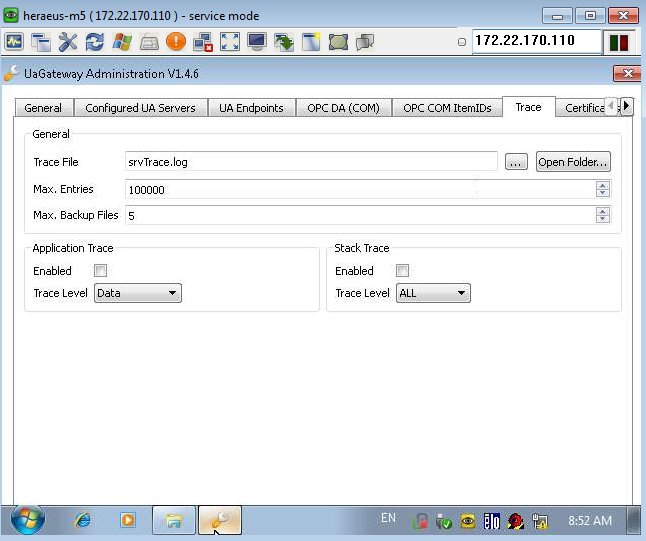 heraeus-m5 ( 172.22.170.110 ) - service mode
172.22.170.110
UaGateway Administration V1.4.6
General Configured UA Servers UA Endpoints OPC DA (COM) OPC COM ItemIDs Trace Certifica
General
Trace File srvTrace.log ... Open Folder...
Max. Entries 100000
Max. Backup Files 5
Application Trace Stack Trace
Enabled Enabled
Trace Level Data Trace Level ALL
EN 8:52 AM